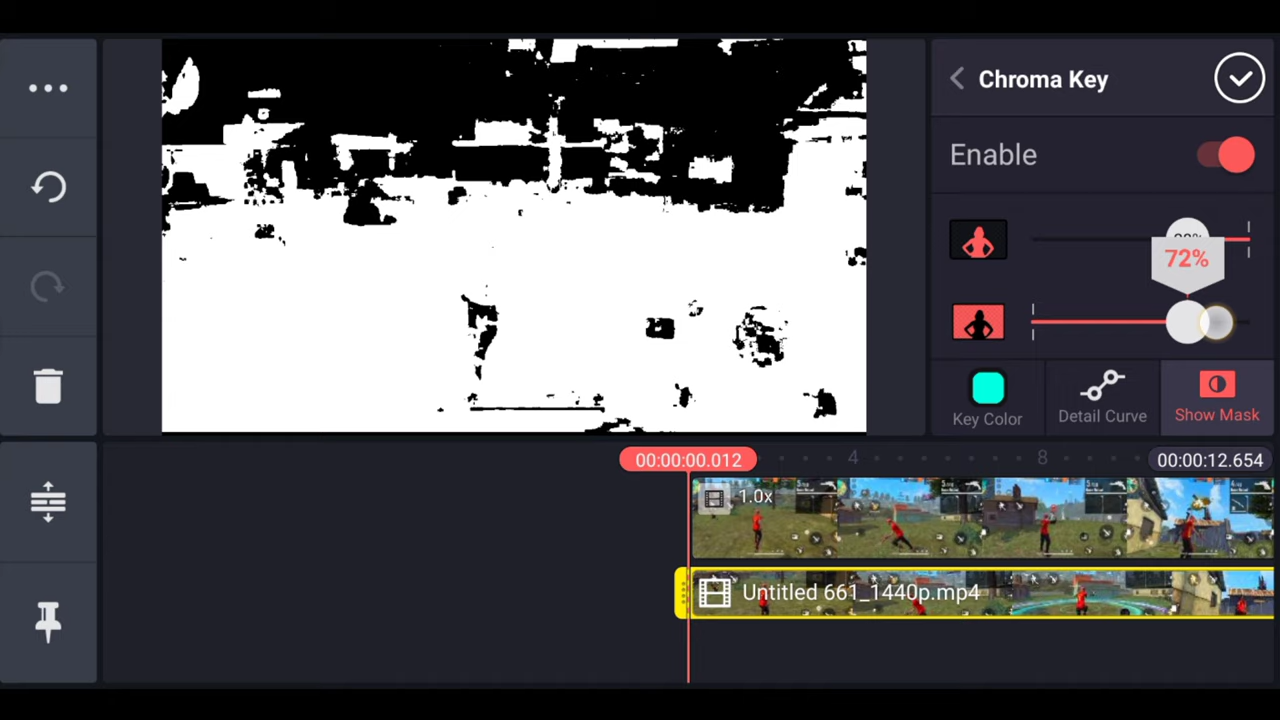 Chroma Key
Enable
72%
Key Color
Detail Curve
Show Mask
00:00:00.012
4
8
00:00:12.654
1.0x
Untitled 661_1440p.mp4